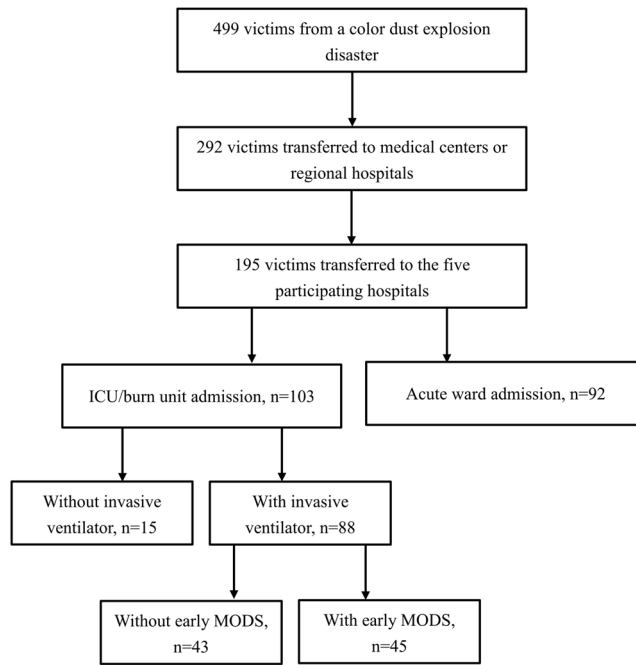 499 victims from a color dust explosion
disaster
292 victims transferred to medical centers or
regional hospitals
195 victims transferred to the five
participating hospitals
ICU/burn unit admission, n=103
Acute ward admission, n=92
Without invasive
ventilator, n=15
With invasive
ventilator, n=88
Without early MODS,
n=43
With early MODS,
n=45